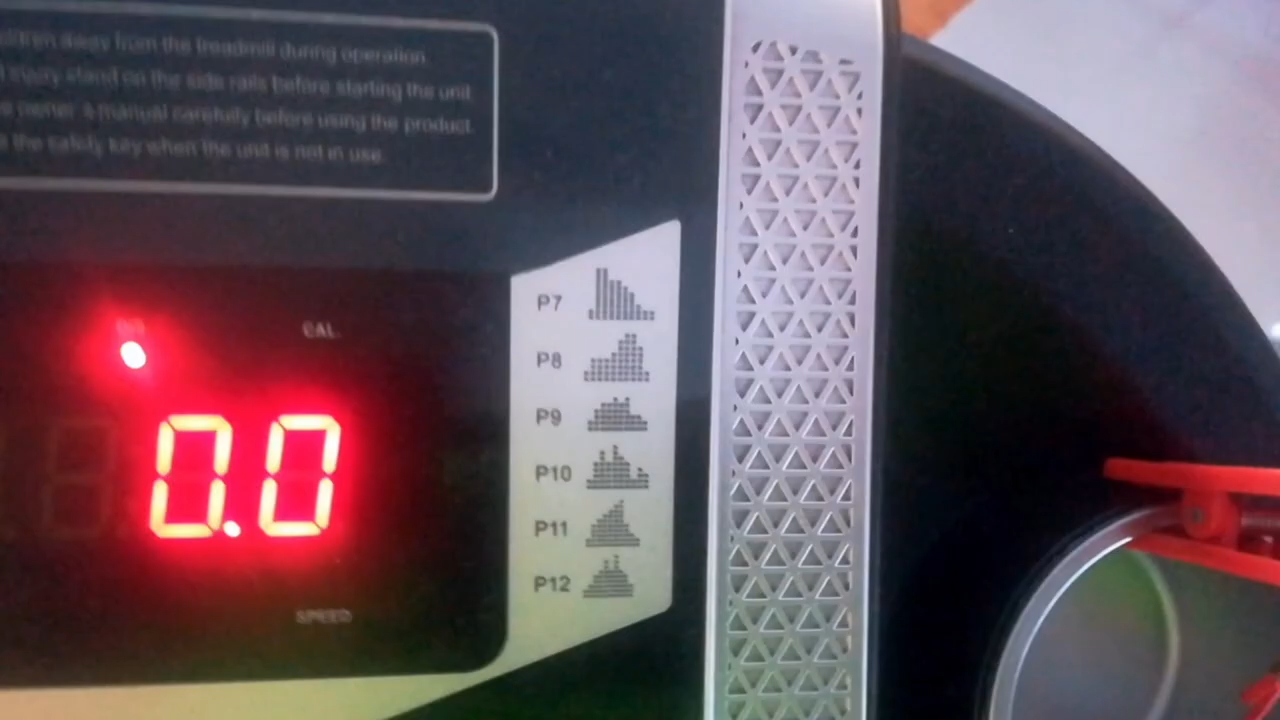 away from the treadmill during operation.
injury stand on the side rails before starting the unit
owner's manual carefully before using the product.
the safety key when the unit is not in use.
CAL.
0.0
SPEED
P7
P8
P9
P10
P11
P12